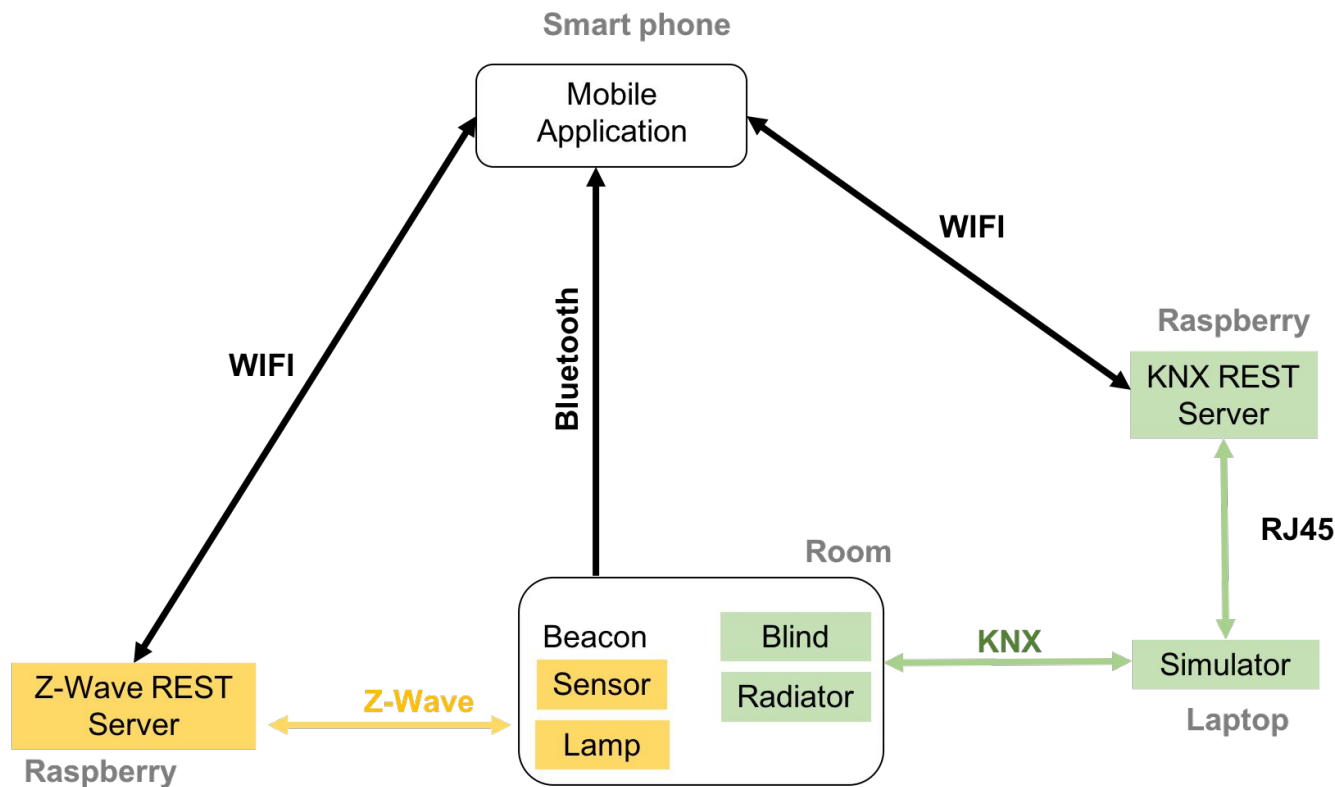 Smart phone
Mobile
Application
WIFI
WIFI
Bluetooth
Raspberry
KNX REST
Server
RJ45
Room
Beacon
Sensor
Lamp
Blind
Radiator
KNX
Simulator
Laptop
Z-Wave REST
Server
Z-Wave
Raspberry